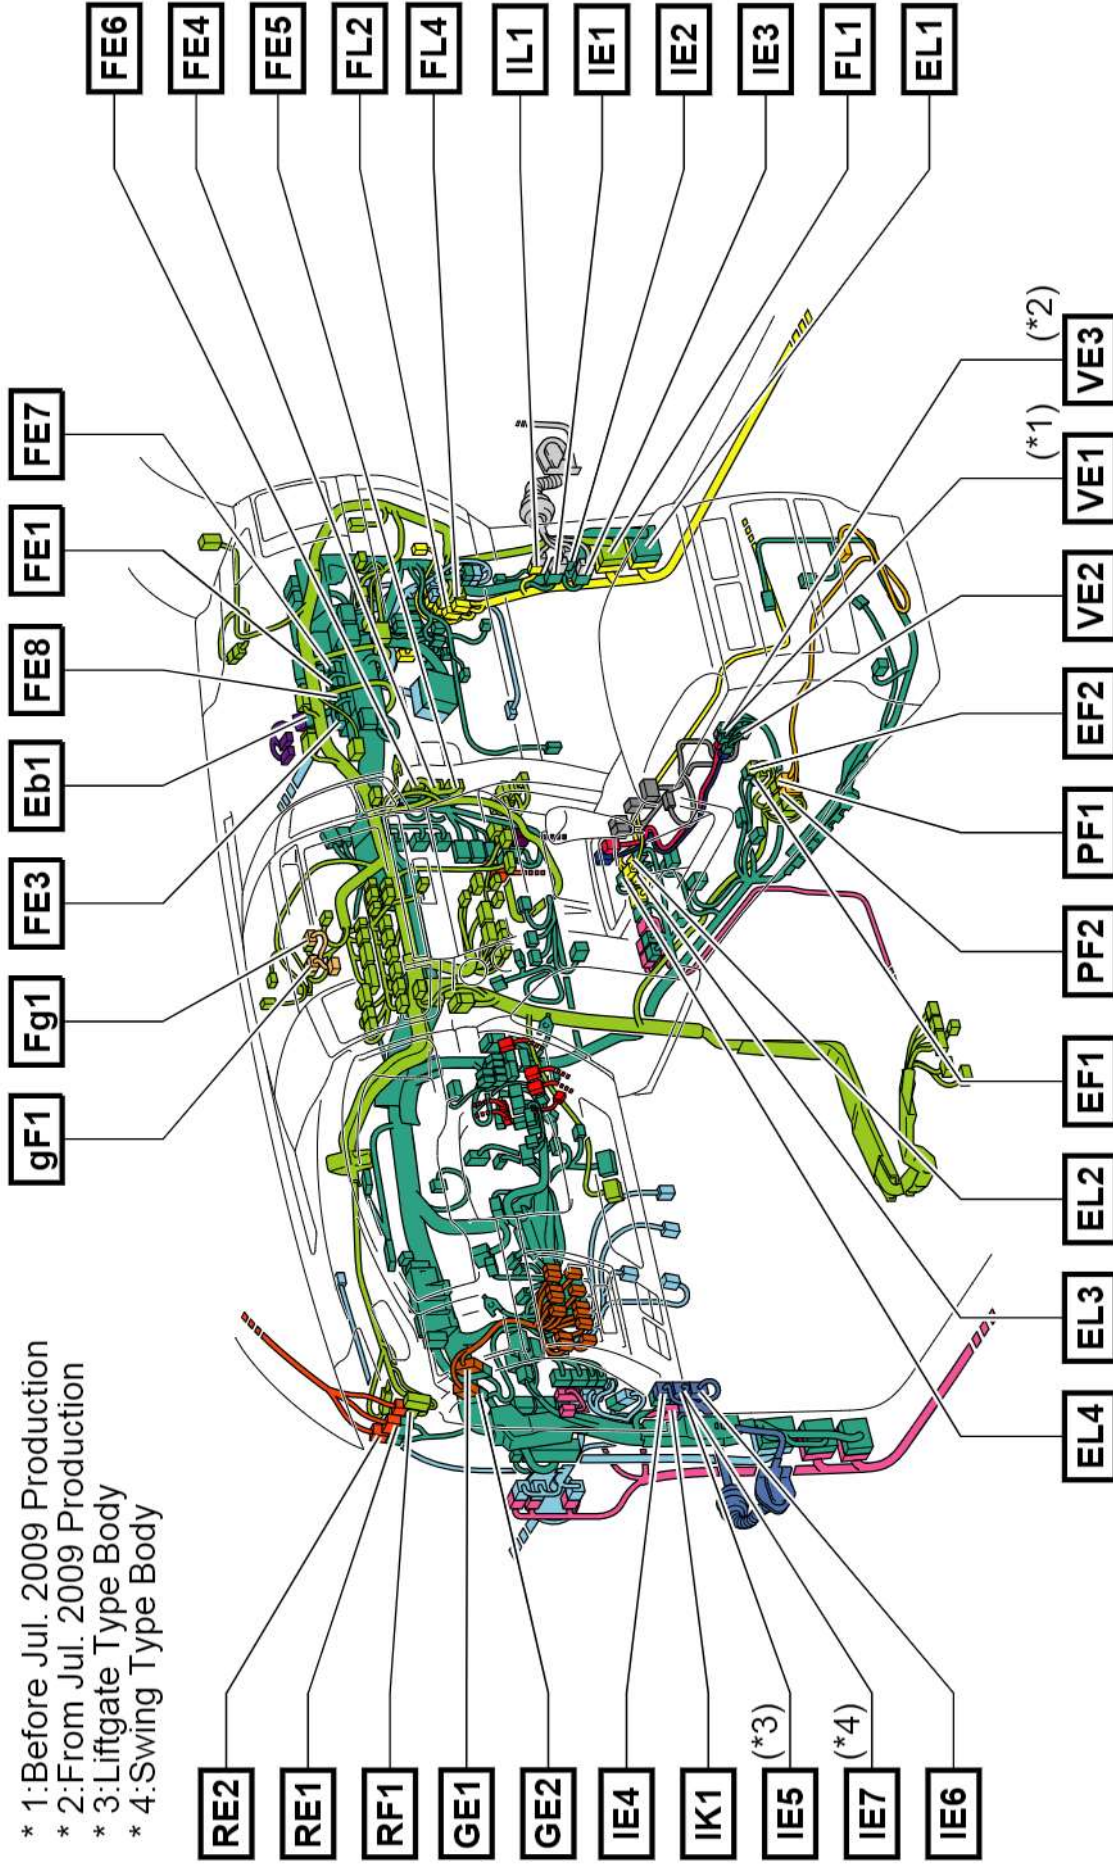 * 1:Before Jul. 2009 Production
* 2:From Jul. 2009 Production
* 3:Liftgate Type Body
* 4:Swing Type Body
gF1
Fg1
FE3
Eb1
FE8
FE1
FE7
FE6
FE4
FE5
FL2
FL4
IL1
IE1
IE2
IE3
FL1
EL1
RE2
RE1
RF1
GE1
GE2
IE4
IK1
IE5 (*3)
IE7 (*4)
IE6
EL4
EL3
EL2
EF1
PF2
PF1
EF2
VE2
VE1 (*1)
VE3 (*2)